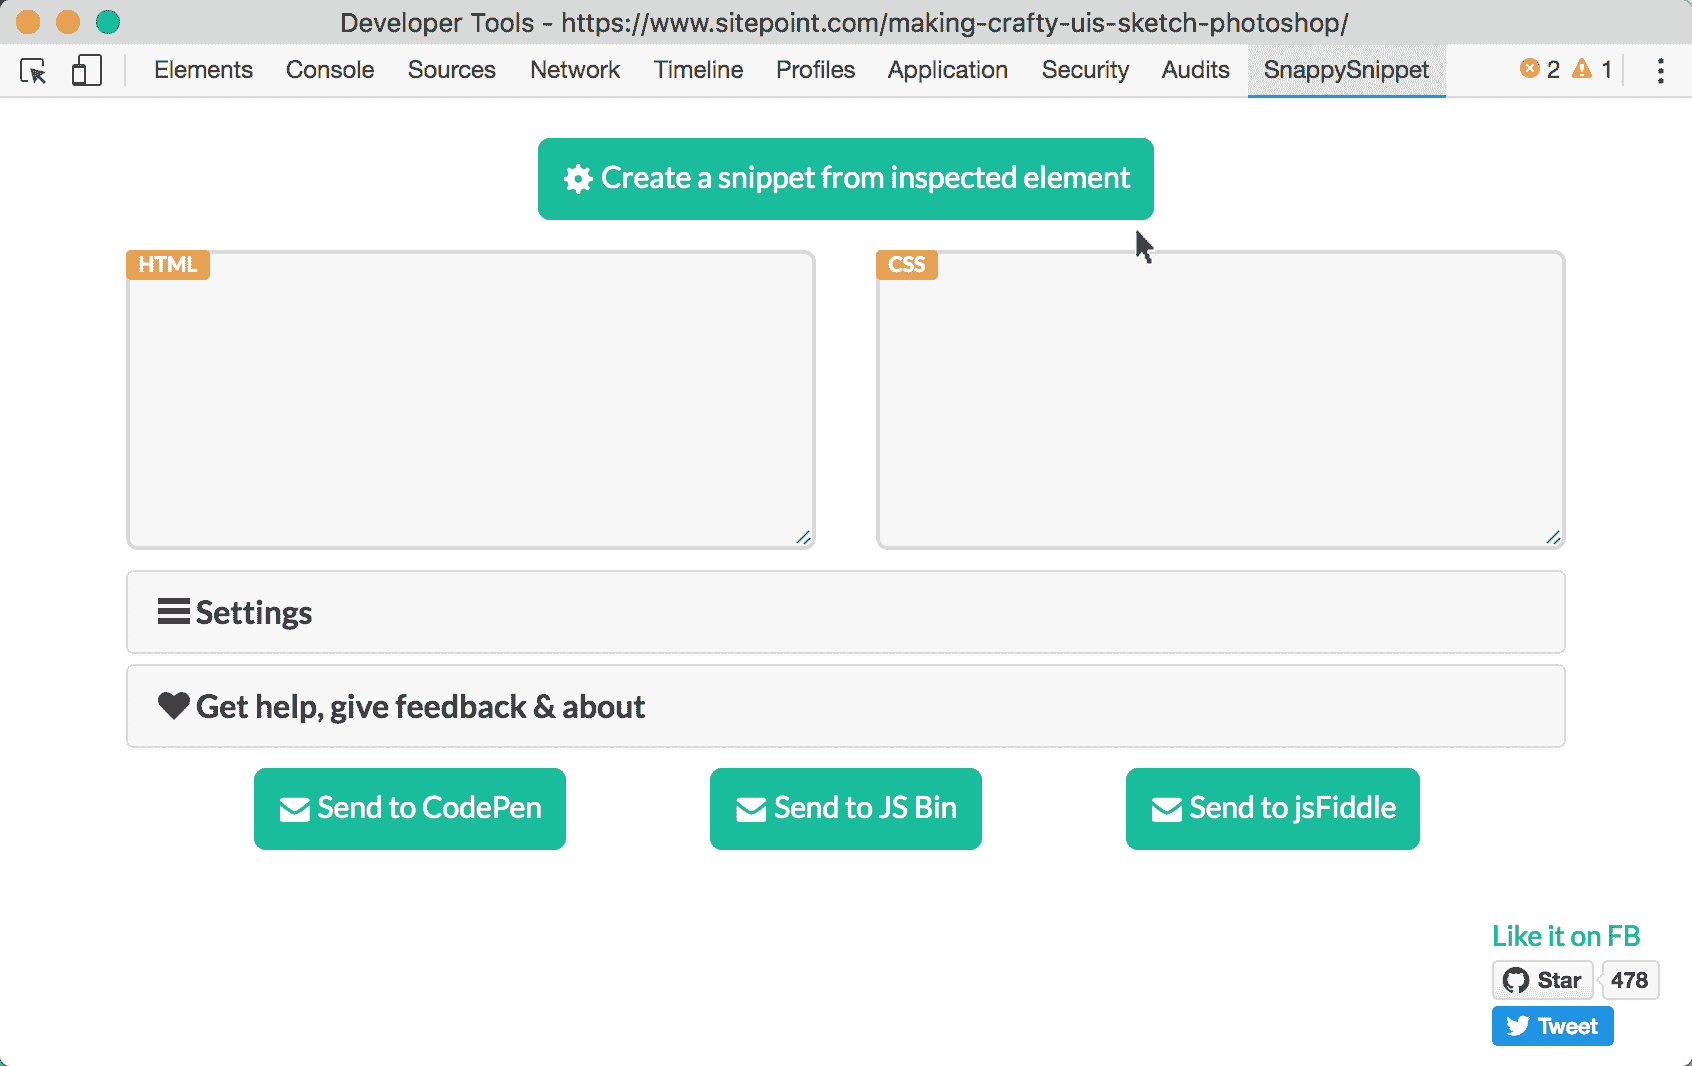 Developer Tools - https://www.sitepoint.com/making-crafty-uis-sketch-photoshop/
Elements Console Sources Network Timeline Profiles Application Security Audits SnappySnippet 2 1
Create a snippet from inspected element
HTML
CSS
Settings
Get help, give feedback & about
Send to CodePen
Send to JS Bin
Send to jsFiddle
Like it on FB
Star 478
Tweet